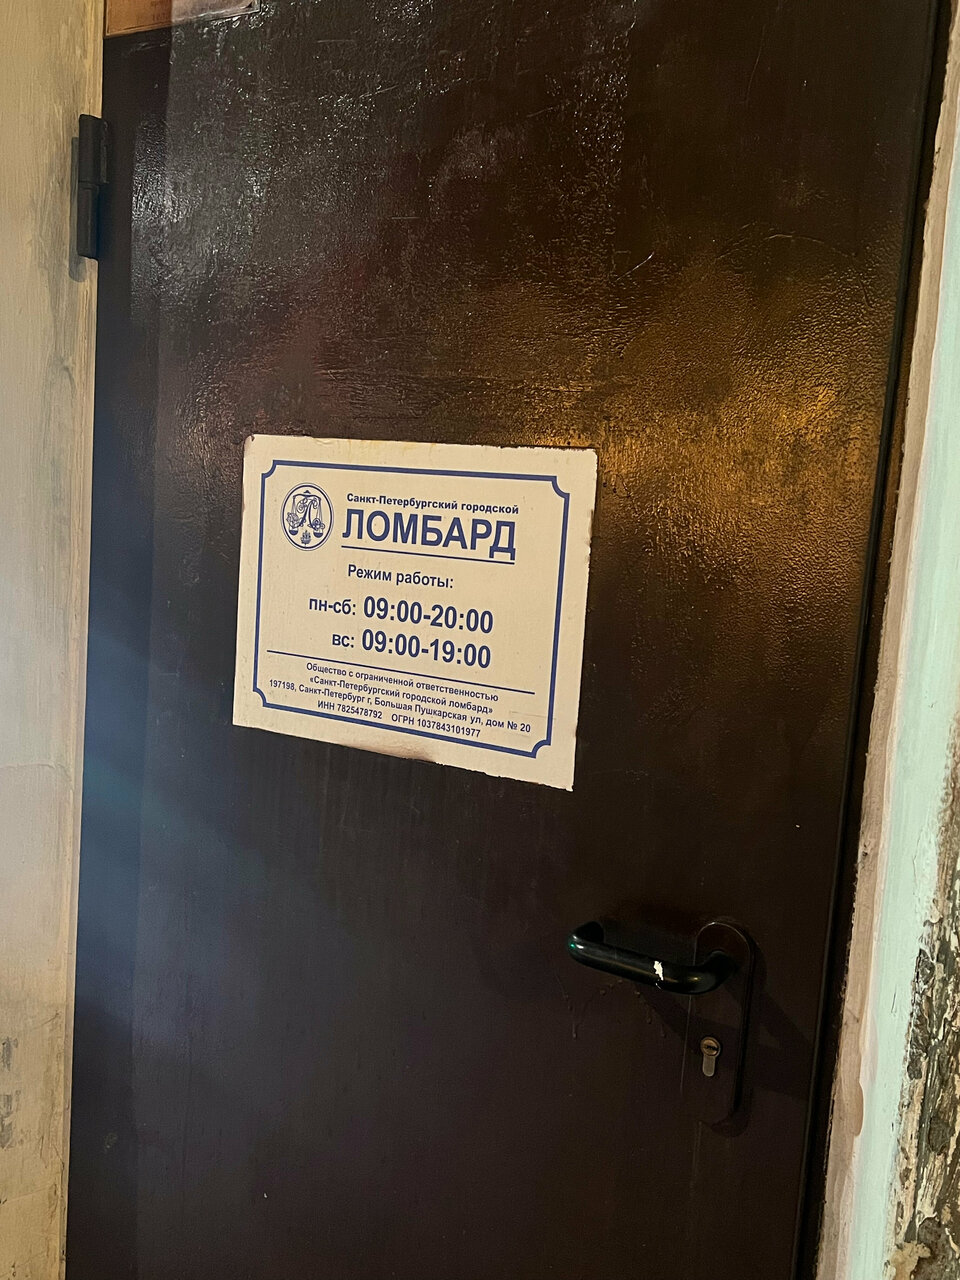 Санкт-Петербургский городской
ЛОМБАРД
Режим работы:
пн-сб: 09:00-20:00
вс: 09:00-19:00
Общество с ограниченной ответственностью
«Санкт-Петербургский городской ломбард»
197198, Санкт-Петербург г, Большая Пушкарская ул, дом № 20
ИНН 7825478792 ОГРН 1037843101977